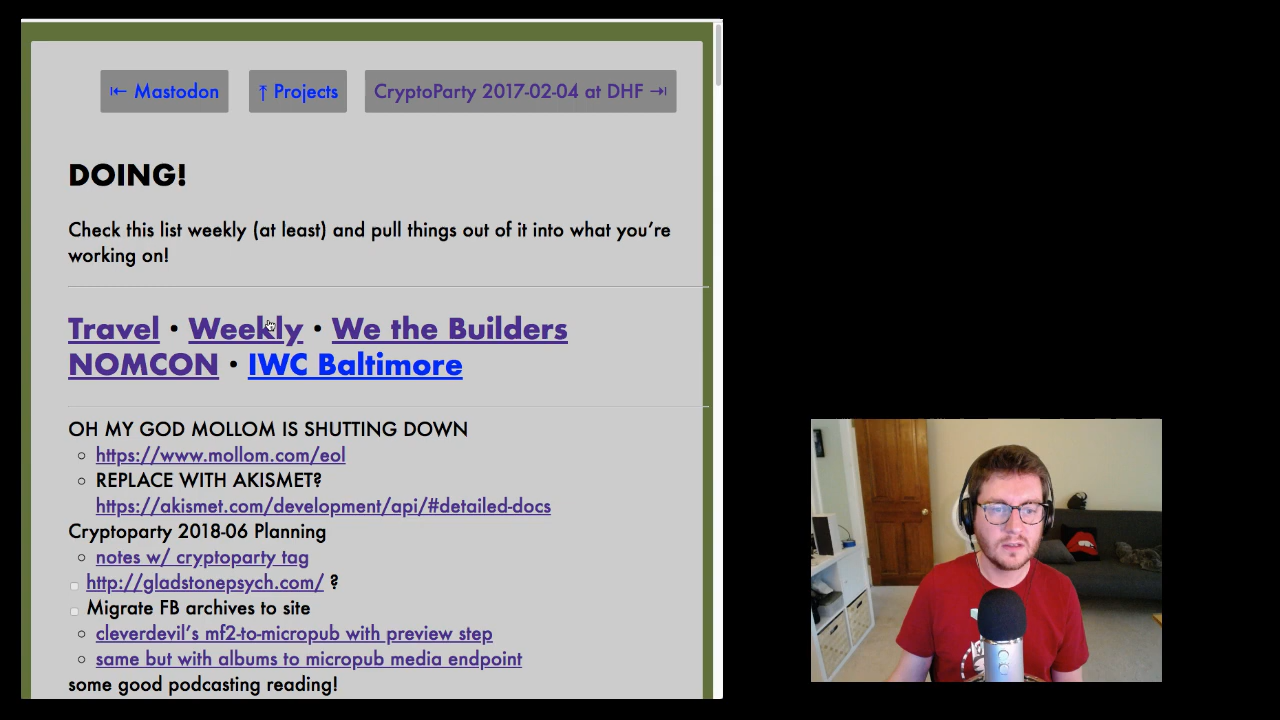 ⇤ Mastodon
⤒ Projects
CryptoParty 2017-02-04 at DHF ⇥
DOING!
Check this list weekly (at least) and pull things out of it into what you’re
working on!
Travel • Weekly • We the Builders
NOMCON • IWC Baltimore
OH MY GOD MOLLOM IS SHUTTING DOWN
https://www.mollom.com/eol
REPLACE WITH AKISMET?
https://akismet.com/development/api/#detailed-docs
Cryptoparty 2018-06 Planning
notes w/ cryptoparty tag
http://gladstonepsych.com/ ?
Migrate FB archives to site
cleverdevil’s mf2-to-micropub with preview step
same but with albums to micropub media endpoint
some good podcasting reading!